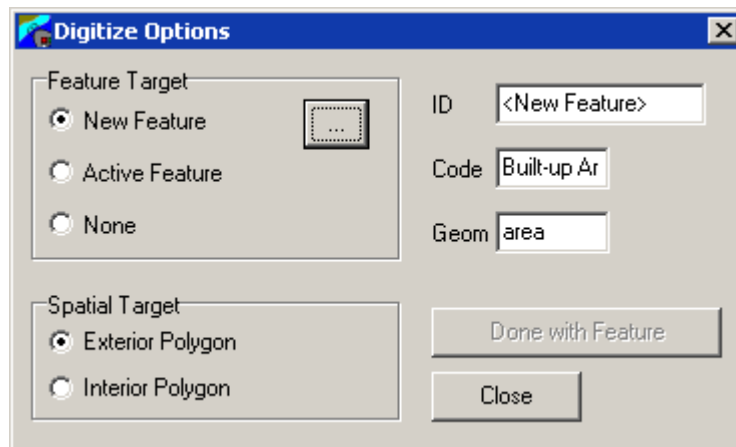 Digitize Options
Feature Target
New Feature
...
Active Feature
None
ID <New Feature>
Code Built-up Ar
Geom area
Spatial Target
Exterior Polygon
Interior Polygon
Done with Feature
Close